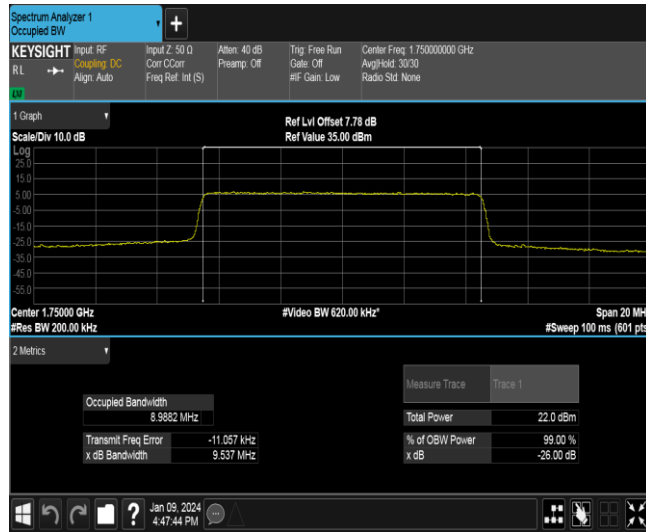 Spectrum Analyzer 1
Occupied BW
+
KEYSIGHT
RL
LXI
Input: RF
Coupling: DC
Align: Auto
Input Z: 50 Ω
Corr CCorr
Freq Ref: Int (S)
Atten: 40 dB
Preamp: Off
Trig: Free Run
Gate: Off
#IF Gain: Low
Center Freq: 1.750000000 GHz
Avg|Hold: 30/30
Radio Std: None
1 Graph
Scale/Div 10.0 dB
Ref Lvl Offset 7.78 dB
Ref Value 35.00 dBm
Log
25.0
15.0
5.00
-5.00
-15.0
-25.0
-35.0
-45.0
-55.0
Center 1.75000 GHz
#Res BW 200.00 kHz
#Video BW 620.00 kHz*
Span 20 MH
#Sweep 100 ms (601 pts
2 Metrics
Measure Trace Trace 1
Occupied Bandwidth
8.9882 MHz
Total Power 22.0 dBm
Transmit Freq Error -11.057 kHz
% of OBW Power 99.00 %
x dB Bandwidth 9.537 MHz
x dB -26.00 dB
?
Jan 09, 2024
4:47:44 PM